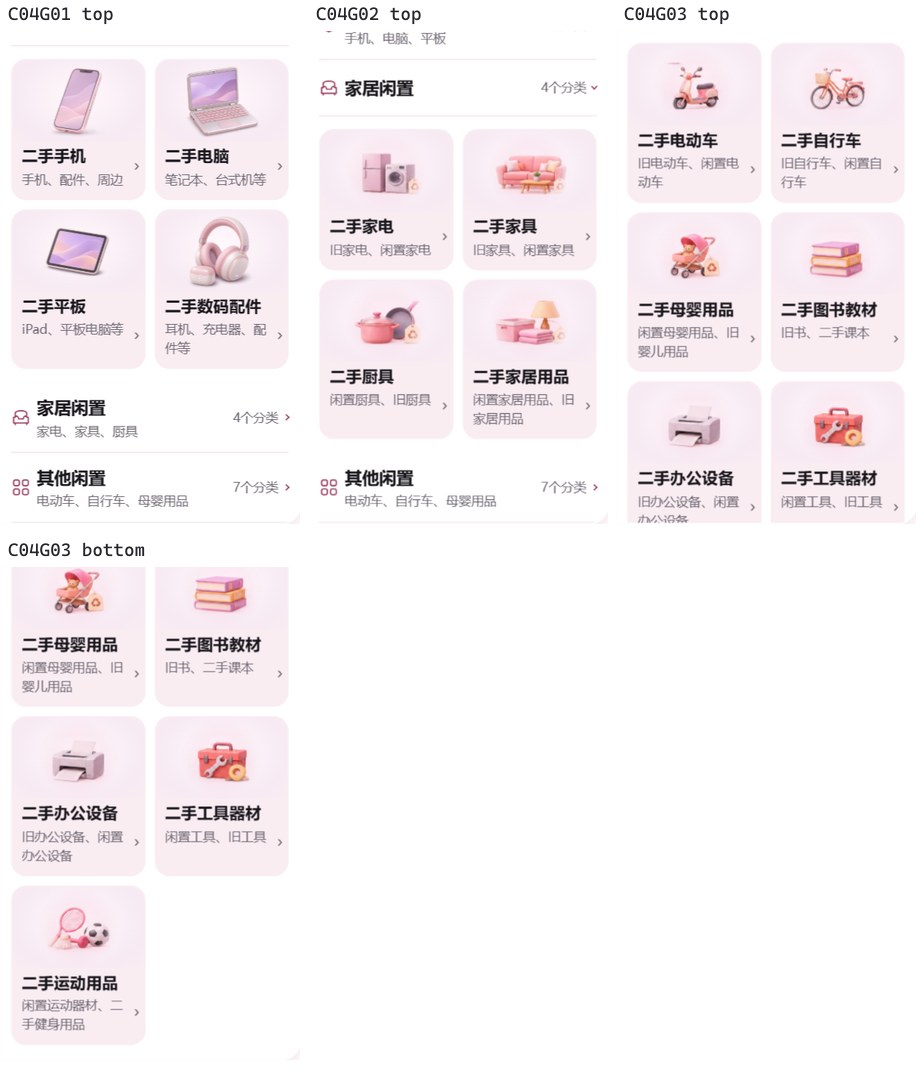 C04G01 top
二手手机
手机、配件、周边
二手电脑
笔记本、台式机等
二手平板
iPad、平板电脑等
二手数码配件
耳机、充电器、配
件等
家居闲置
家电、家具、厨具
4个分类
其他闲置
电动车、自行车、母婴用品
7个分类
C04G02 top
手机、电脑、平板
家居闲置
4个分类
二手家电
旧家电、闲置家电
二手家具
旧家具、闲置家具
二手厨具
闲置厨具、旧厨具
二手家居用品
闲置家居用品、旧
家居用品
其他闲置
电动车、自行车、母婴用品
7个分类
C04G03 top
二手电动车
旧电动车、闲置电
动车
二手自行车
旧自行车、闲置自
行车
二手母婴用品
闲置母婴用品、旧
婴儿用品
二手图书教材
旧书、二手课本
二手办公设备
旧办公设备、闲置
办公设备
二手工具器材
闲置工具、旧工具
C04G03 bottom
二手母婴用品
闲置母婴用品、旧
婴儿用品
二手图书教材
旧书、二手课本
二手办公设备
旧办公设备、闲置
办公设备
二手工具器材
闲置工具、旧工具
二手运动用品
闲置运动器材、二
手健身用品